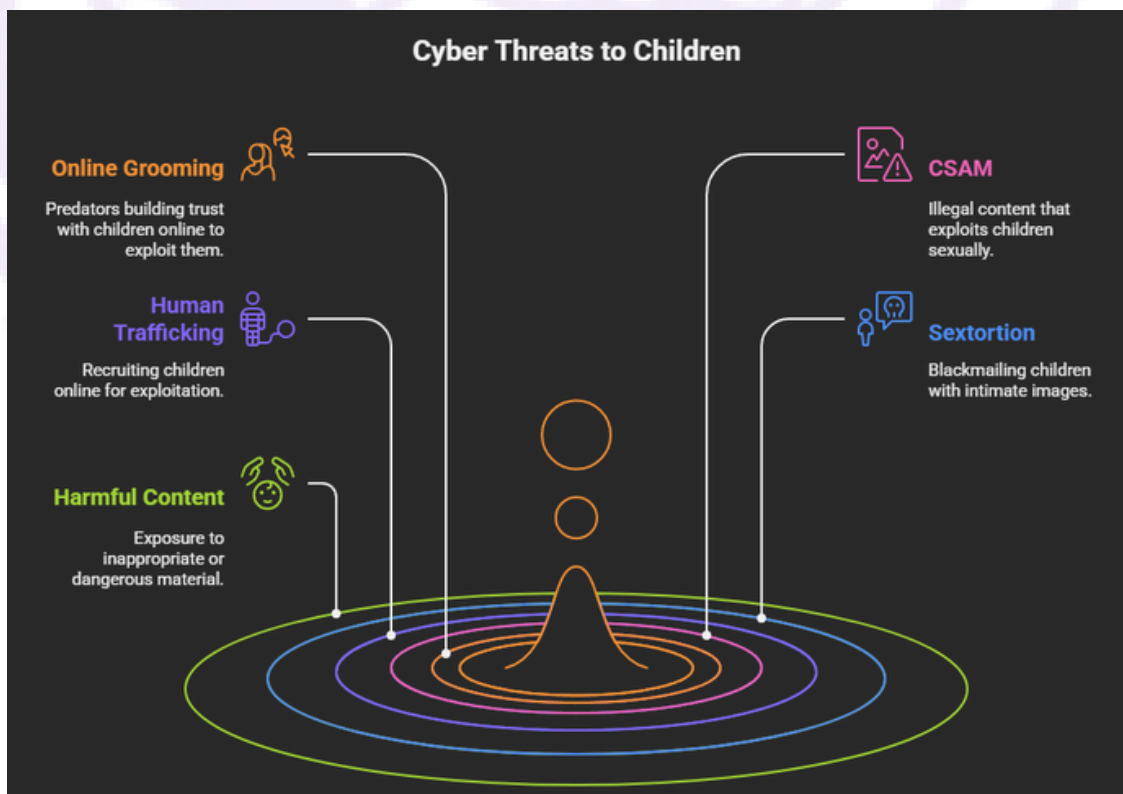 Cyber Threats to Children
Online Grooming
Predators building trust
with children online to
exploit them.
Human
Trafficking
Recruiting children
online for exploitation.
Harmful Content
Exposure to
inappropriate or
dangerous material.
CSAM
Illegal content that
exploits children
sexually.
Sextortion
Blackmailing children
with intimate images.